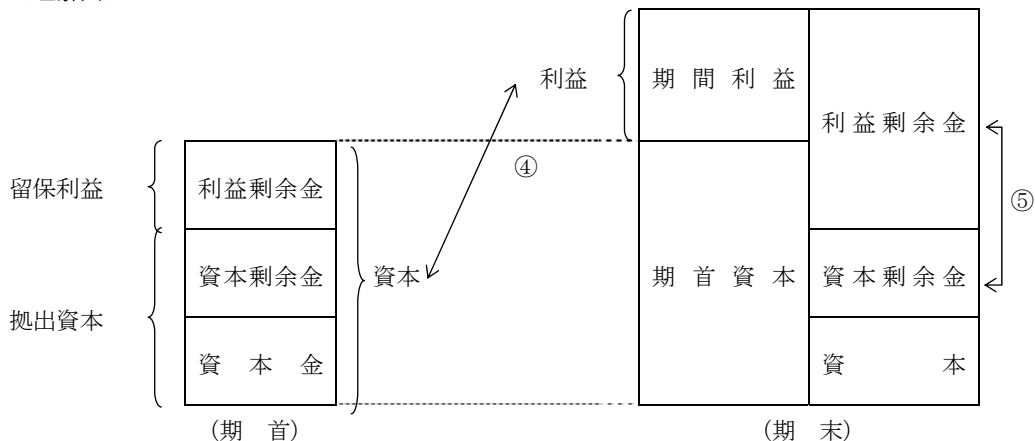 利益
期間利益
利益剰余金
④
留保利益
利益剰余金
⑤
資本剰余金
資本
期首資本
資本剰余金
拠出資本
資本金
資本
(期首)
(期末)